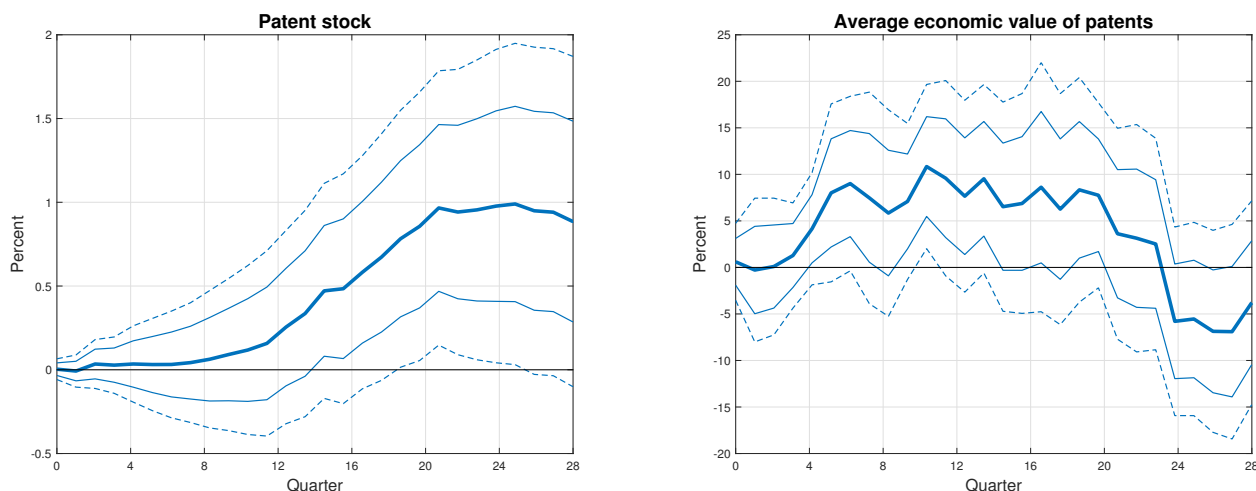 Patent stock
Percent
2
1.5
1
0.5
0
-0.5
0 4 8 12 16 20 24 28
Quarter
Average economic value of patents
Percent
25
20
15
10
5
0
-5
-10
-15
-20
0 4 8 12 16 20 24 28
Quarter